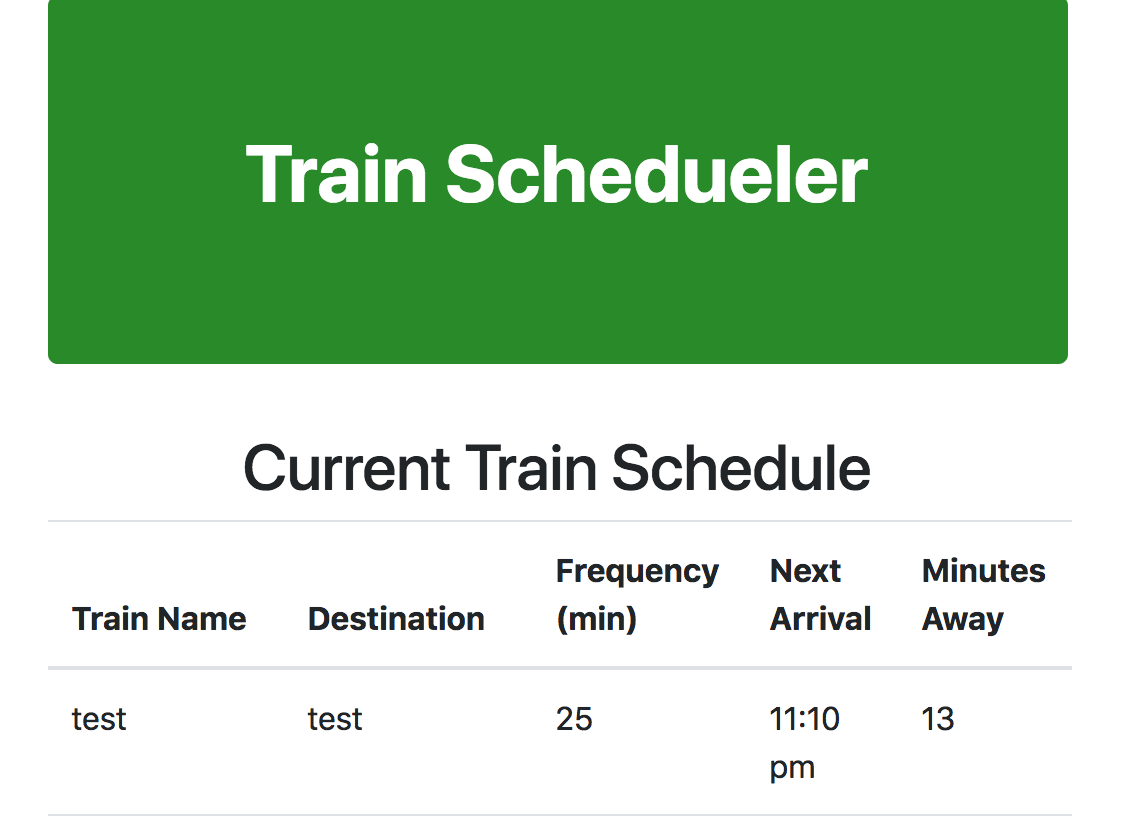 Train Schedueler
Current Train Schedule
Train Name Destination Frequency (min) Next Arrival Minutes Away
test test 25 11:10 pm 13